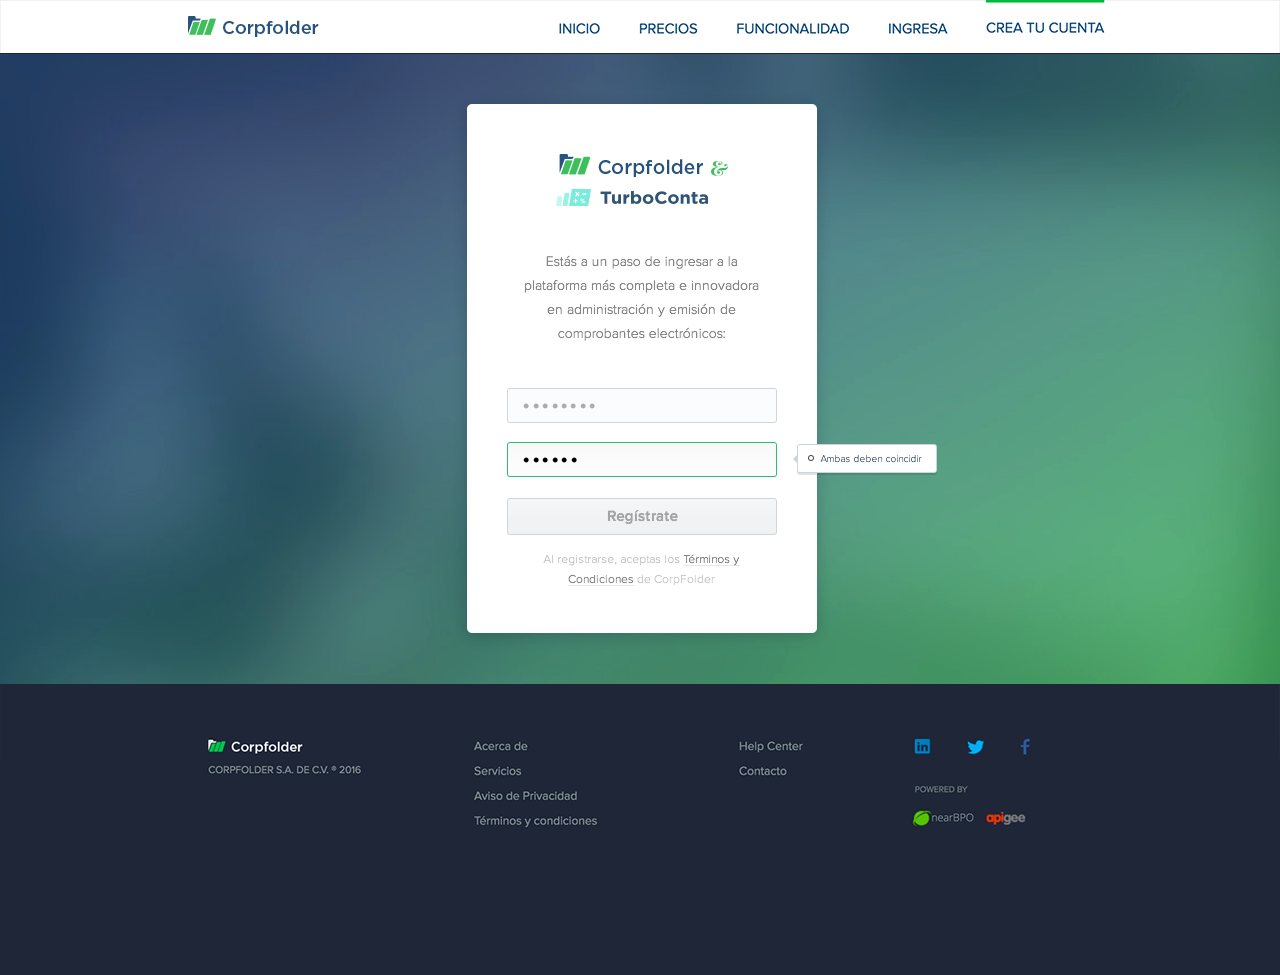 Corpfolder
INICIO
PRECIOS
FUNCIONALIDAD
INGRESA
CREA TU CUENTA
Corpfolder &
TurboConta
Estás a un paso de ingresar a la
plataforma más completa e innovadora
en administración y emisión de
comprobantes electrónicos:
Ambas deben coincidir
Regístrate
Al registrarse, aceptas los Términos y
Condiciones de CorpFolder
Corpfolder
CORPFOLDER S.A. DE C.V. ® 2016
Acerca de
Servicios
Aviso de Privacidad
Términos y condiciones
Help Center
Contacto
POWERED BY
nearBPO
apigee